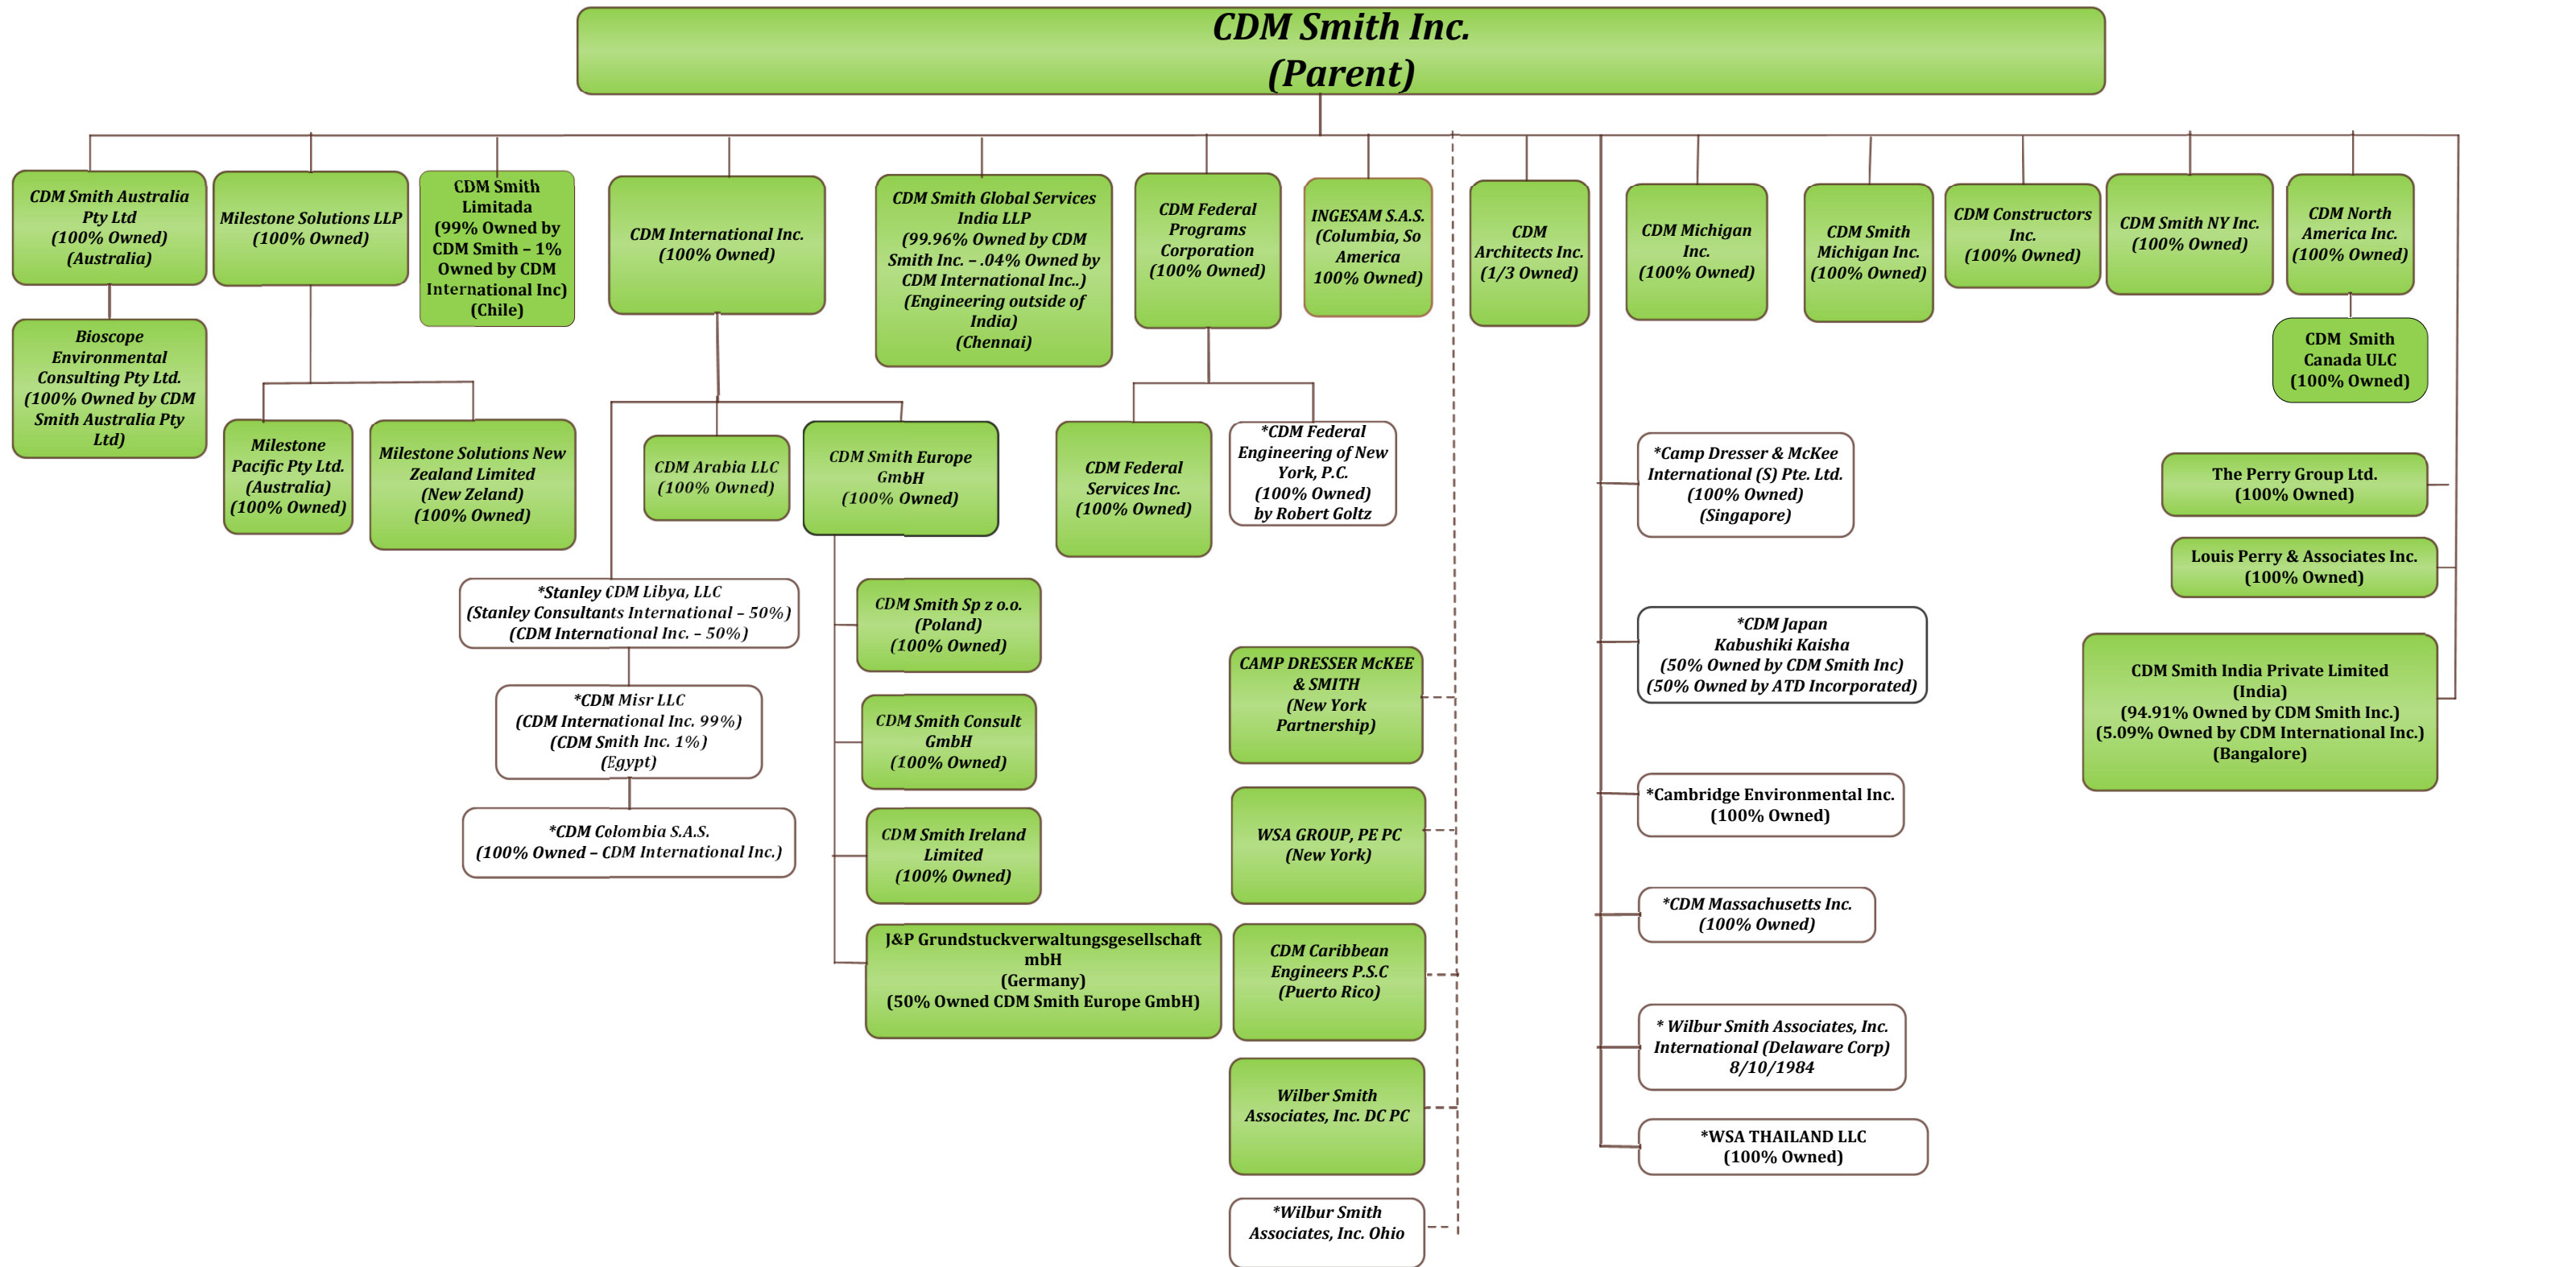 CDM Smith Inc.
(Parent)
CDM Smith Australia
Pty Ltd
(100% Owned)
(Australia)
Milestone Solutions LLP
(100% Owned)
CDM Smith
Limitada
(99% Owned by
CDM Smith – 1%
Owned by CDM
International Inc)
(Chile)
CDM International Inc.
(100% Owned)
CDM Smith Global Services
India LLP
(99.96% Owned by CDM
Smith Inc. – .04% Owned by
CDM International Inc..)
(Engineering outside of
India)
(Chennai)
CDM Federal
Programs
Corporation
(100% Owned)
INGESAM S.A.S.
(Columbia, So
America
100% Owned)
CDM
Architects Inc.
(1/3 Owned)
CDM Michigan
Inc.
(100% Owned)
CDM Smith
Michigan Inc.
(100% Owned)
CDM Constructors
Inc.
(100% Owned)
CDM Smith NY Inc.
(100% Owned)
CDM North
America Inc.
(100% Owned)
Bioscope
Environmental
Consulting Pty Ltd.
(100% Owned by CDM
Smith Australia Pty
Ltd)
CDM Smith
Canada ULC
(100% Owned)
Milestone
Pacific Pty Ltd.
(Australia)
(100% Owned)
Milestone Solutions New
Zealand Limited
(New Zeland)
(100% Owned)
CDM Arabia LLC
(100% Owned)
CDM Smith Europe
GmbH
(100% Owned)
CDM Federal
Services Inc.
(100% Owned)
*CDM Federal
Engineering of New
York, P.C.
(100% Owned)
by Robert Goltz
*Camp Dresser & McKee
International (S) Pte. Ltd.
(100% Owned)
(Singapore)
The Perry Group Ltd.
(100% Owned)
Louis Perry & Associates Inc.
(100% Owned)
*Stanley CDM Libya, LLC
(Stanley Consultants International – 50%)
(CDM International Inc. – 50%)
CDM Smith Sp z o.o.
(Poland)
(100% Owned)
*CDM Japan
Kabushiki Kaisha
(50% Owned by CDM Smith Inc)
(50% Owned by ATD Incorporated)
CAMP DRESSER McKEE
& SMITH
(New York
Partnership)
CDM Smith India Private Limited
(India)
(94.91% Owned by CDM Smith Inc.)
(5.09% Owned by CDM International Inc.)
(Bangalore)
*CDM Misr LLC
(CDM International Inc. 99%)
(CDM Smith Inc. 1%)
(Egypt)
CDM Smith Consult
GmbH
(100% Owned)
*Cambridge Environmental Inc.
(100% Owned)
WSA GROUP, PE PC
(New York)
*CDM Colombia S.A.S.
(100% Owned – CDM International Inc.)
CDM Smith Ireland
Limited
(100% Owned)
*CDM Massachusetts Inc.
(100% Owned)
J&P Grundstuckverwaltungsgesellschaft
mbH
(Germany)
(50% Owned CDM Smith Europe GmbH)
CDM Caribbean
Engineers P.S.C
(Puerto Rico)
* Wilbur Smith Associates, Inc.
International (Delaware Corp)
8/10/1984
Wilber Smith
Associates, Inc. DC PC
*WSA THAILAND LLC
(100% Owned)
*Wilbur Smith
Associates, Inc. Ohio